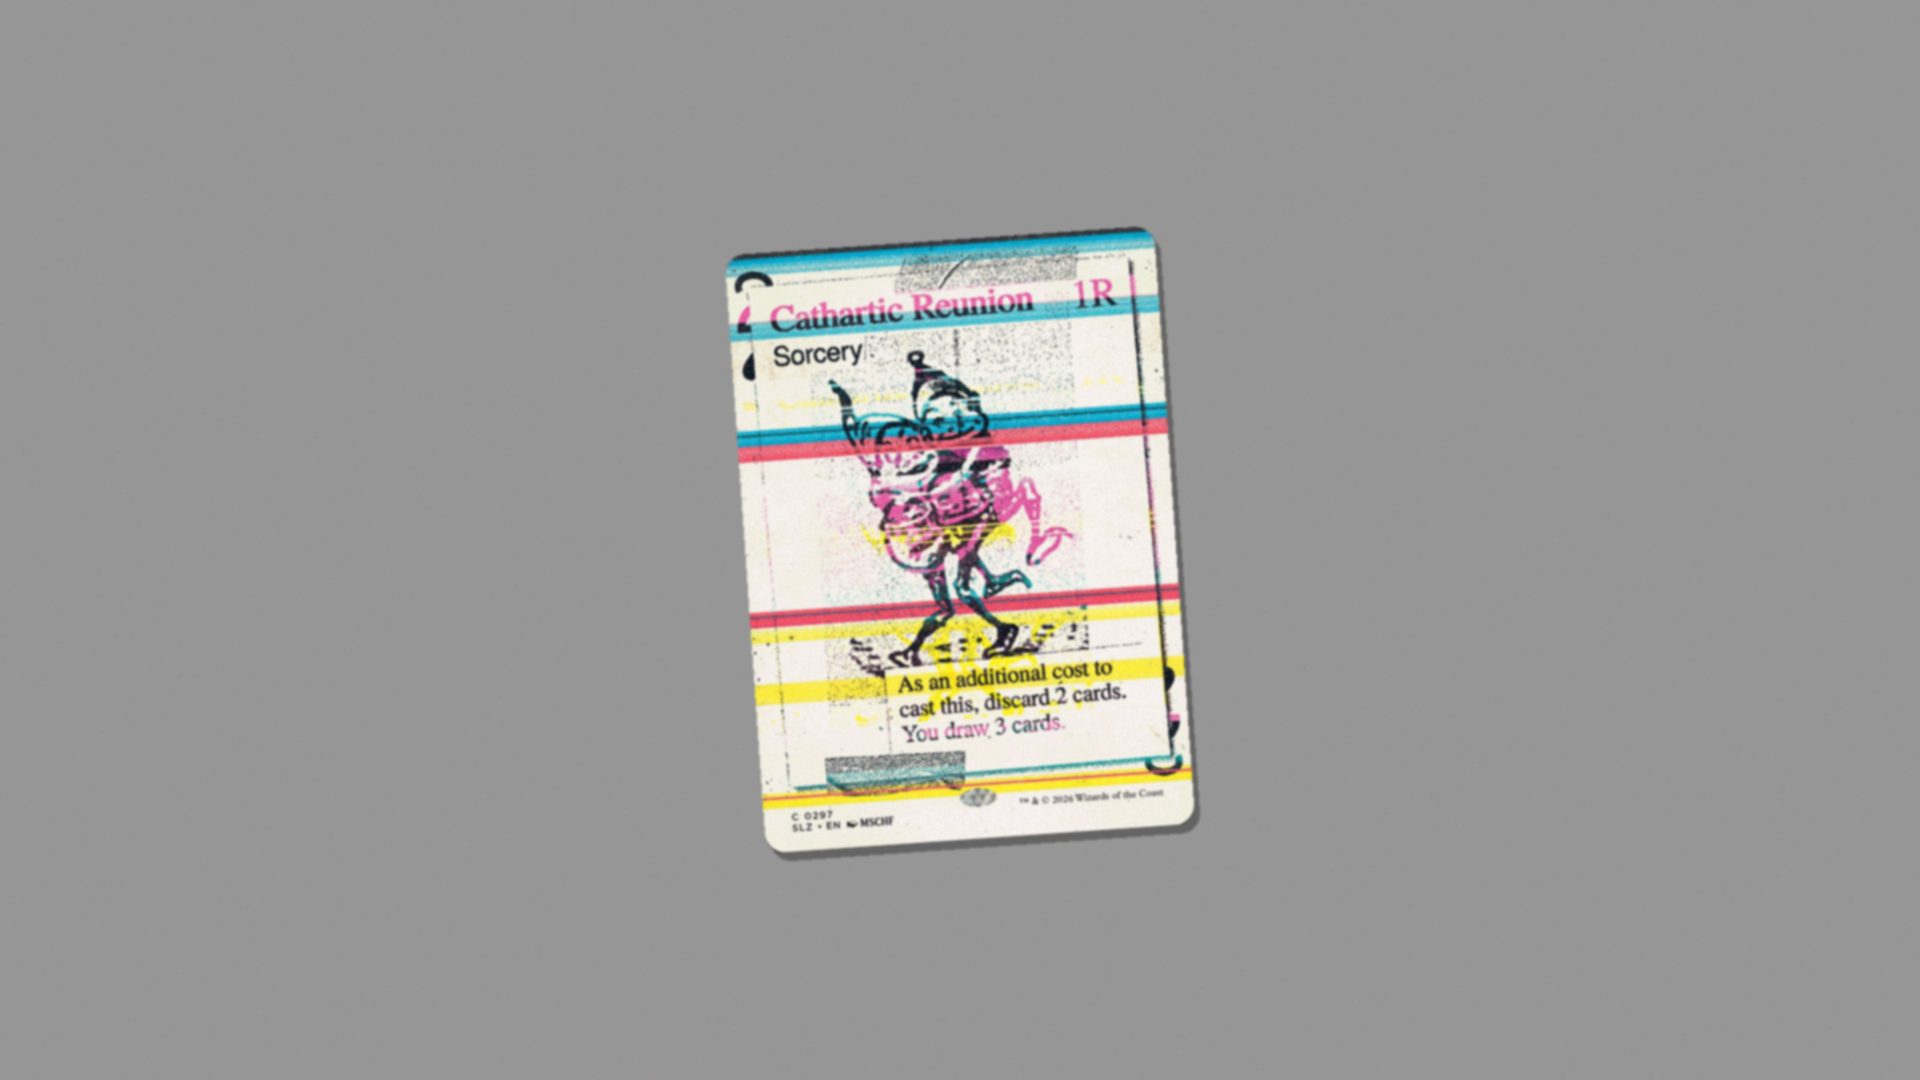 Cathartic Reunion 1R
Sorcery
As an additional cost to
cast this, discard 2 cards.
You draw 3 cards.
C 0297
SLZ • EN MSCHF
™ & © 2026 Wizards of the Coast